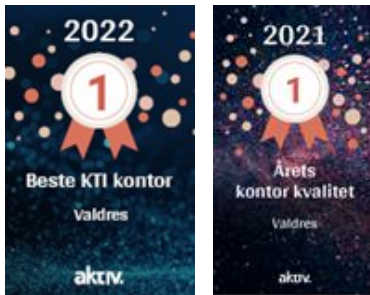 2022
1
Beste KTI kontor
Valdres
aktiv.
2021
1
Årets
kontor kvalitet
Valdres
aktiv.